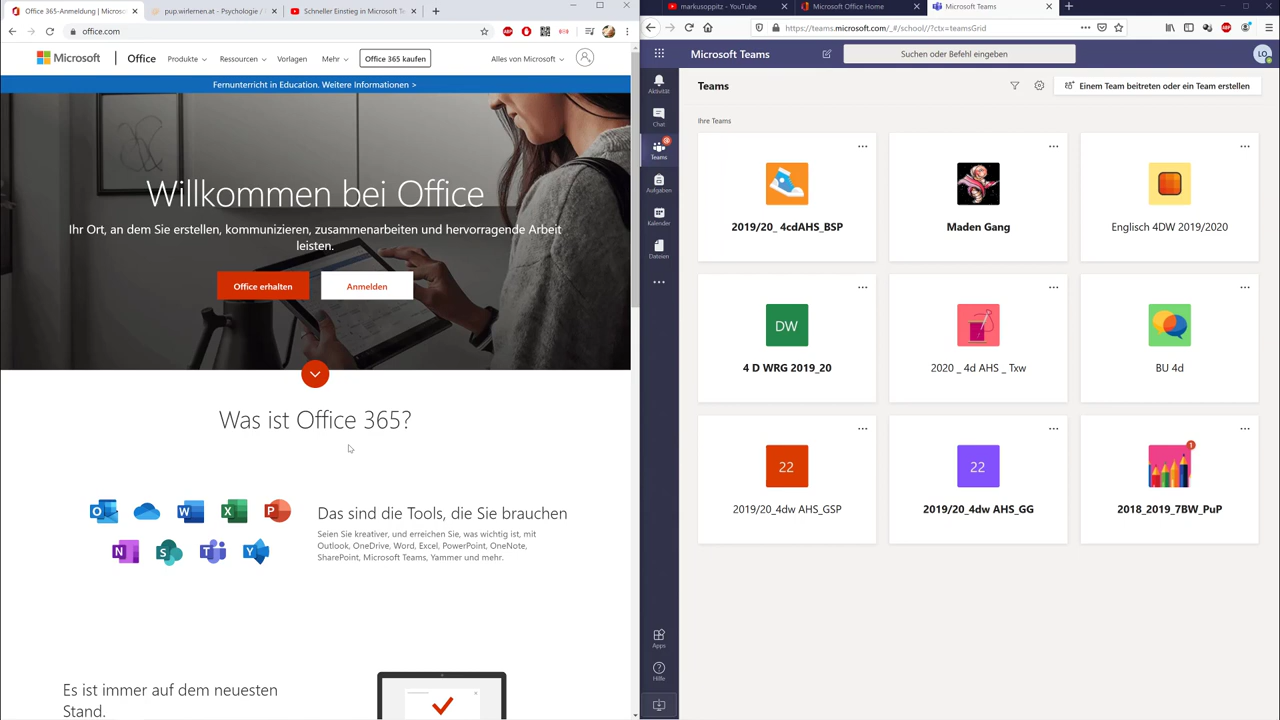 Office 365-Anmeldung | Microsoft
pup.wirlernen.at - Psychologie /
Schneller Einstieg in Microsoft Te
office.com
Microsoft
Office
Produkte
Ressourcen
Vorlagen
Mehr
Office 365 kaufen
Alles von Microsoft
Fernunterricht in Education. Weitere Informationen >
Willkommen bei Office
Ihr Ort, an dem Sie erstellen, kommunizieren, zusammenarbeiten und hervorragende Arbeit
leisten.
Office erhalten
Anmelden
Was ist Office 365?
Das sind die Tools, die Sie brauchen
Seien Sie kreativer, und erreichen Sie, was wichtig ist, mit
Outlook, OneDrive, Word, Excel, PowerPoint, OneNote,
SharePoint, Microsoft Teams, Yammer und mehr.
Es ist immer auf dem neuesten
Stand.
markusoppitz - YouTube
Microsoft Office Home
Microsoft Teams
https://teams.microsoft.com/_#/school//?ctx=teamsGrid
Microsoft Teams
Suchen oder Befehl eingeben
LO
Aktivität
Chat
Teams
Aufgaben
Kalender
Dateien
Apps
Hilfe
Teams
Einem Team beitreten oder ein Team erstellen
Ihre Teams
2019/20_ 4cdAHS_BSP
Maden Gang
Englisch 4DW 2019/2020
DW
4 D WRG 2019_20
2020 _ 4d AHS _ Txw
BU 4d
22
2019/20_4dw AHS_GSP
22
2019/20_4dw AHS_GG
1
2018_2019_7BW_PuP